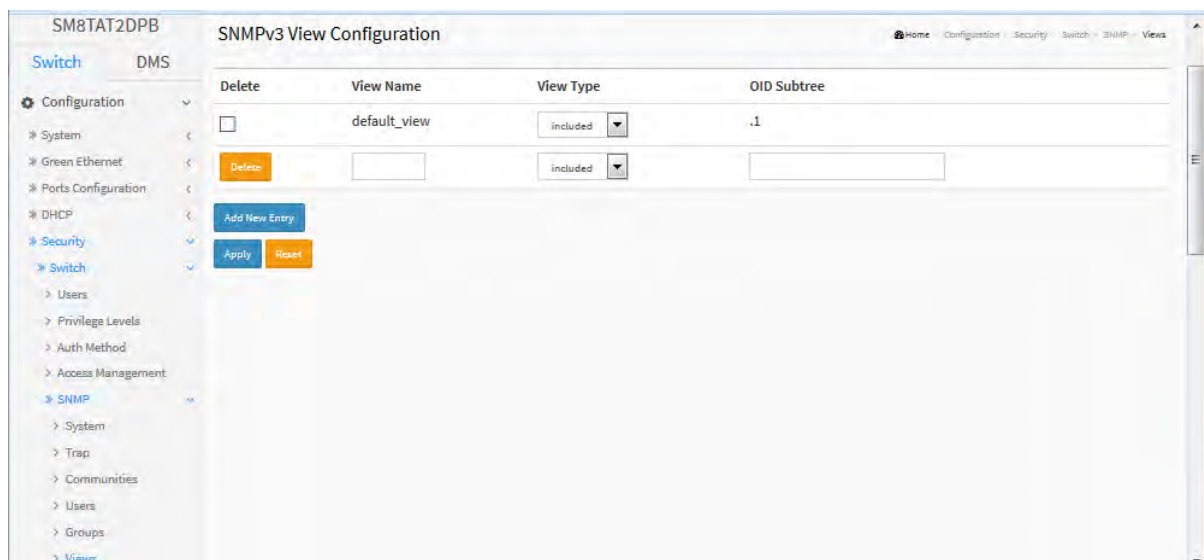 SM8TAT2DPB
Switch DMS
Configuration
System
Green Ethernet
Ports Configuration
DHCP
Security
Switch
Users
Privilege Levels
Auth Method
Access Management
SNMP
System
Trap
Communities
Users
Groups
Views
SNMPv3 View Configuration
Home Configuration Security Switch SNMP Views
Delete View Name View Type OID Subtree
default_view included .1
Delete included
Add New Entry
Apply Reset